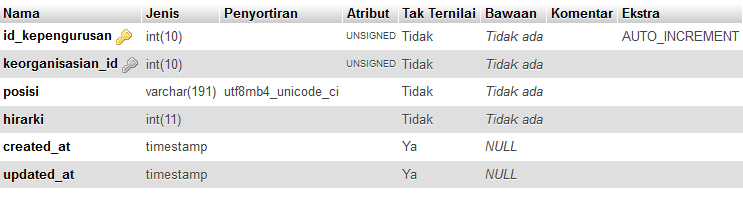 Nama Jenis Penyortiran Atribut Tak Ternilai Bawaan Komentar Ekstra
id_kepengurusan int(10) UNSIGNED Tidak Tidak ada AUTO_INCREMENT
keorganisasian_id int(10) UNSIGNED Tidak Tidak ada
posisi varchar(191) utf8mb4_unicode_ci Tidak Tidak ada
hirarki int(11) Tidak Tidak ada
created_at timestamp Ya NULL
updated_at timestamp Ya NULL